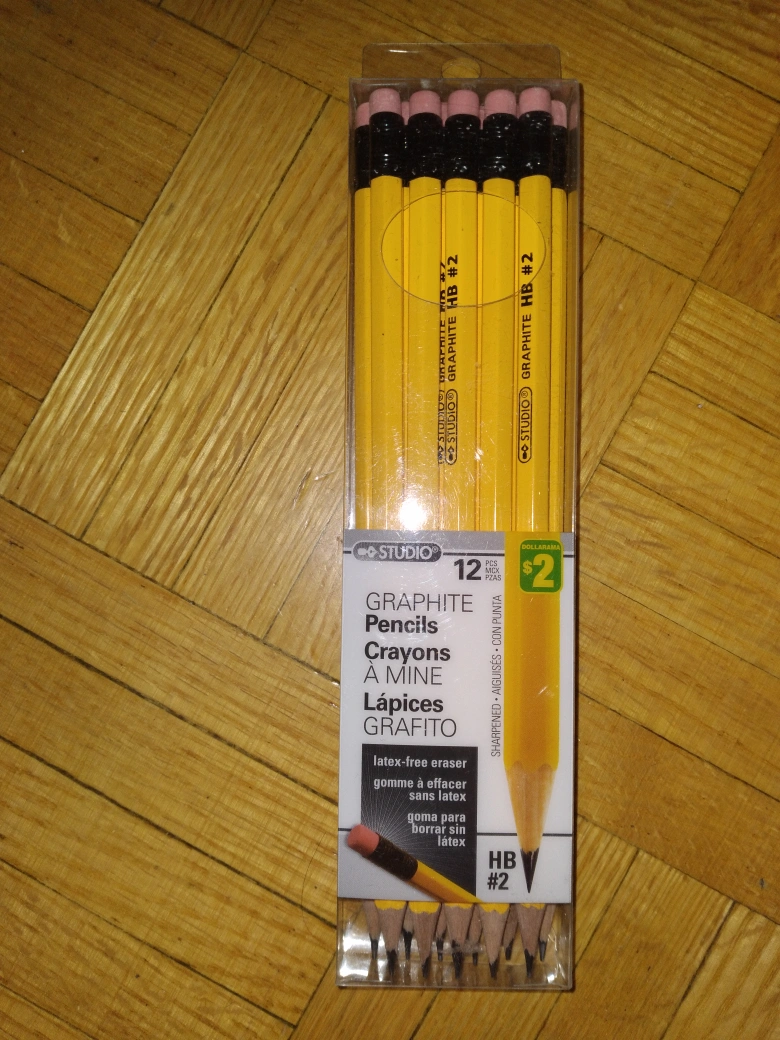 STUDIO® GRAPHITE HB #2
STUDIO® GRAPHITE HB #2
STUDIO® GRAPHITE HB #2
STUDIO®
12 PCS
MCX
PZAS
DOLLARAMA
$2
GRAPHITE
Pencils
Crayons
À MINE
Lápices
GRAFITO
SHARPENED • AIGUISÉS • CON PUNTA
latex-free eraser
gomme à effacer
sans latex
goma para
borrar sin
látex
HB
#2